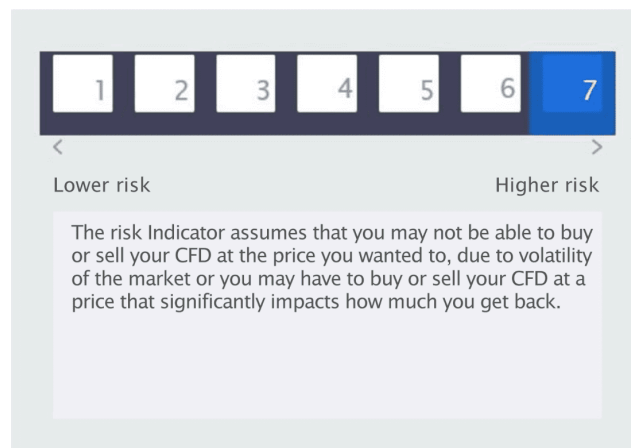 1 2 3 4 5 6 7
< >
Lower risk Higher risk
The risk Indicator assumes that you may not be able to buy
or sell your CFD at the price you wanted to, due to volatility
of the market or you may have to buy or sell your CFD at a
price that significantly impacts how much you get back.